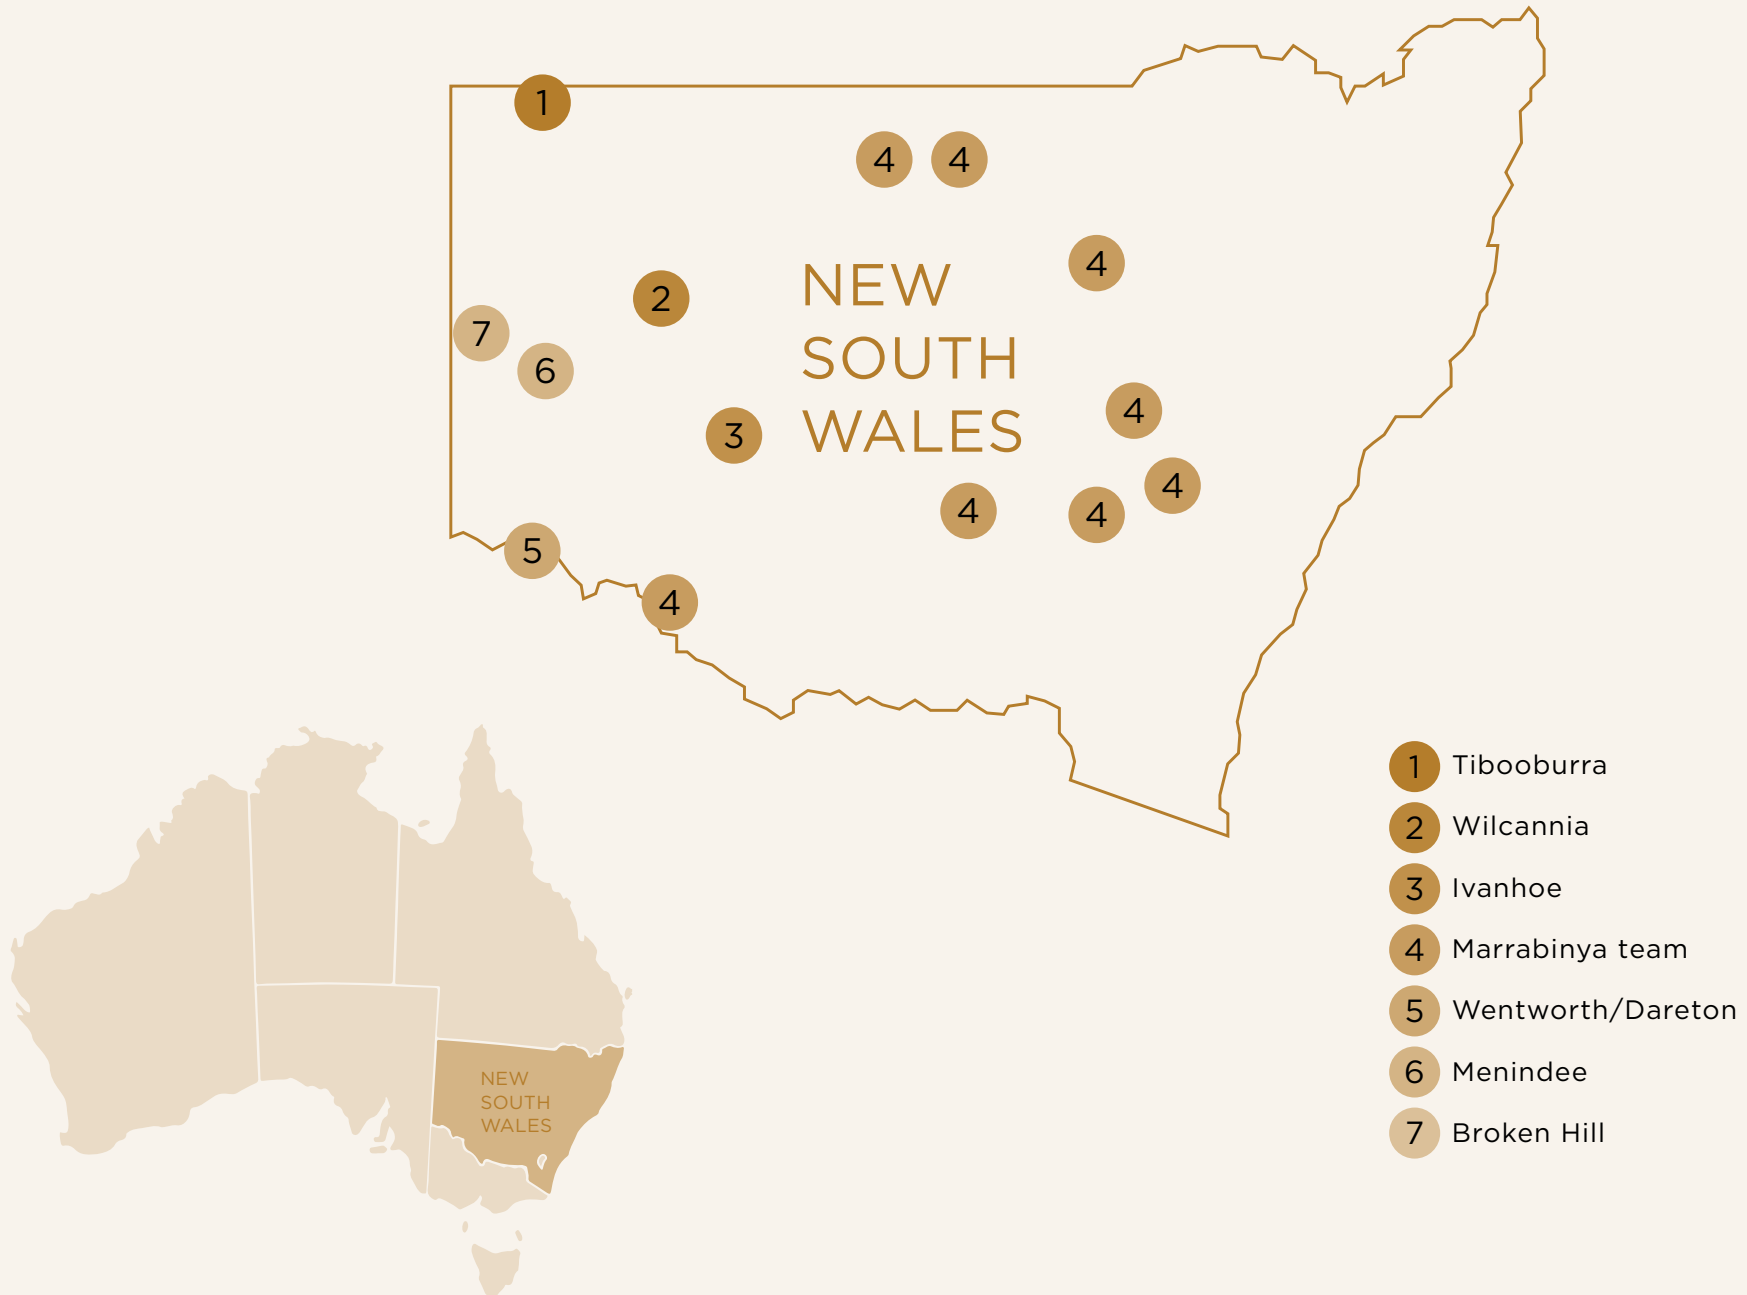 1
4 4
4
NEW
SOUTH
WALES
2
7
6
3
4
4
4
4
5
4
1 Tibooburra
2 Wilcannia
3 Ivanhoe
4 Marrabinya team
5 Wentworth/Dareton
6 Menindee
7 Broken Hill
NEW
SOUTH
WALES